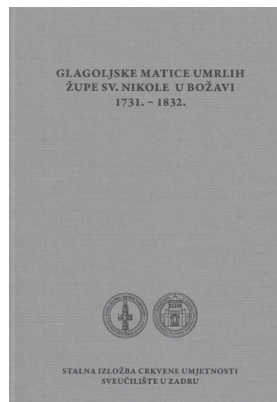 GLAGOLJSKE MATICE UMRLIH
ŽUPE SV. NIKOLE U BOŽAVI
1731. – 1832.
STALNA IZLOŽBA CRKVENE UMJETNOSTI
SVEUČILIŠTE U ZADRU